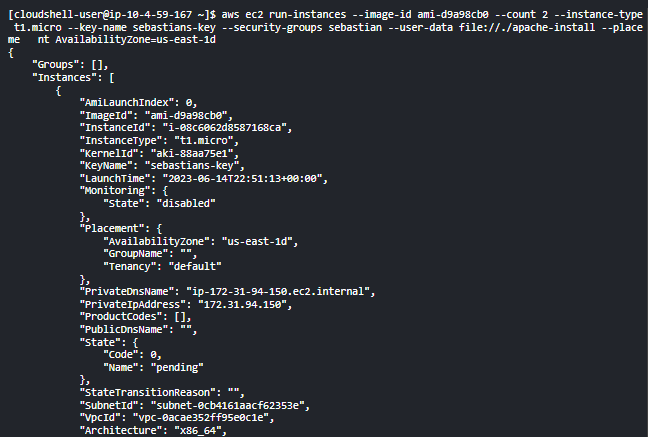 [cloudshell-user@ip-10-4-59-167 ~]$ aws ec2 run-instances --image-id ami-d9a98cb0 --count 2 --instance-type
 t1.micro --key-name sebastians-key --security-groups sebastian --user-data file://./apache-install --place
me   nt AvailabilityZone=us-east-1d
{
    "Groups": [],
    "Instances": [
        {
            "AmiLaunchIndex": 0,
            "ImageId": "ami-d9a98cb0",
            "InstanceId": "i-08c6062d8587168ca",
            "InstanceType": "t1.micro",
            "KernelId": "aki-88aa75e1",
            "KeyName": "sebastians-key",
            "LaunchTime": "2023-06-14T22:51:13+00:00",
            "Monitoring": {
                "State": "disabled"
            },
            "Placement": {
                "AvailabilityZone": "us-east-1d",
                "GroupName": "",
                "Tenancy": "default"
            },
            "PrivateDnsName": "ip-172-31-94-150.ec2.internal",
            "PrivateIpAddress": "172.31.94.150",
            "ProductCodes": [],
            "PublicDnsName": "",
            "State": {
                "Code": 0,
                "Name": "pending"
            },
            "StateTransitionReason": "",
            "SubnetId": "subnet-0cb4161aacf62353e",
            "VpcId": "vpc-0acae352ff95e0c1e",
            "Architecture": "x86_64",